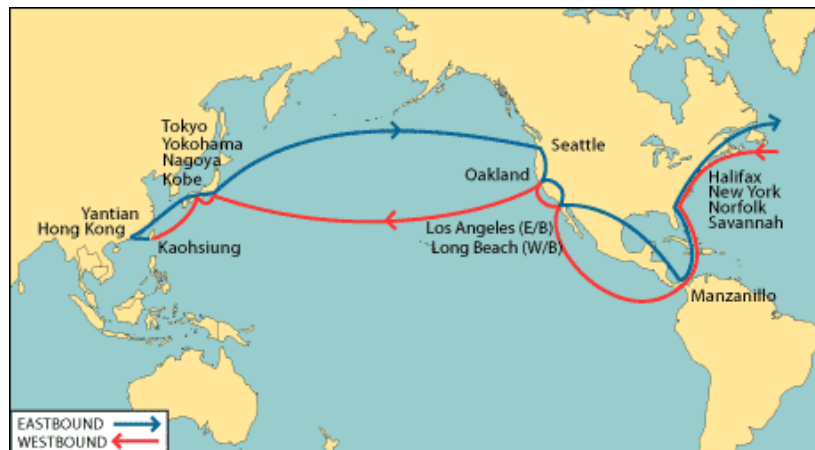 Tokyo
Yokohama
Nagoya
Kobe
Seattle
Oakland
Halifax
New York
Norfolk
Savannah
Yantian
Hong Kong
Kaohsiung
Los Angeles (E/B)
Long Beach (W/B)
Manzanillo
EASTBOUND
WESTBOUND